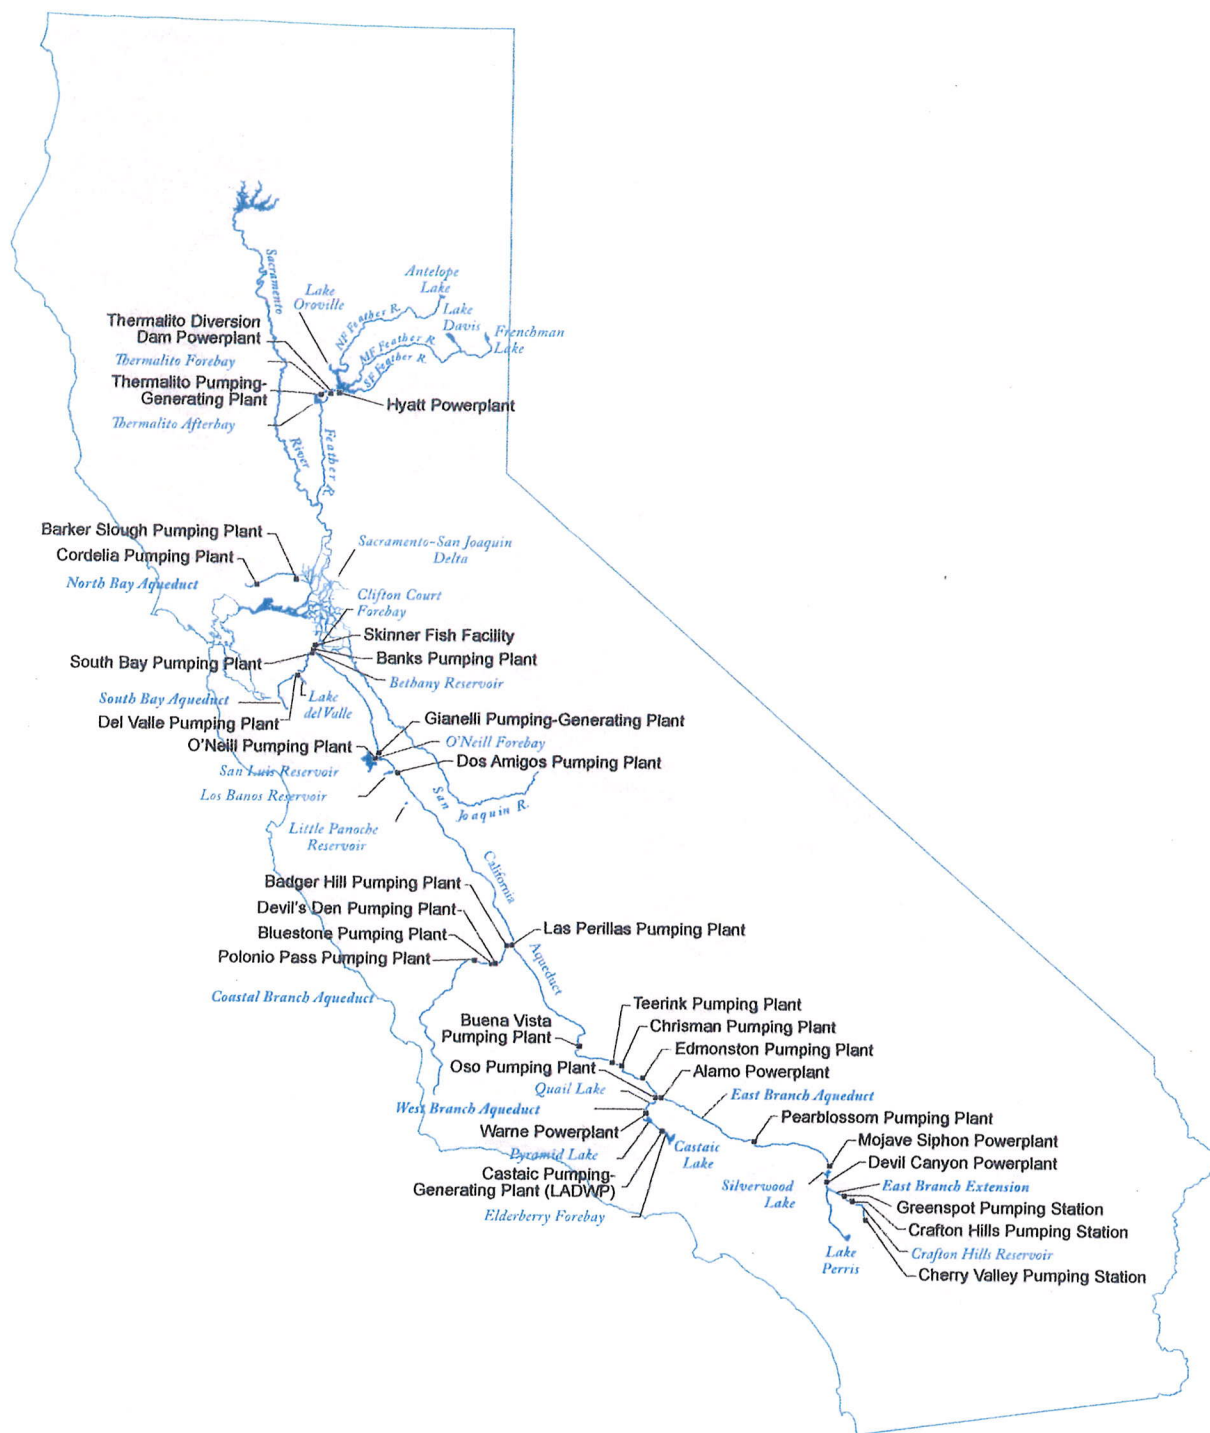 Sacramento
River
Antelope
Lake
Lake
Oroville
Lake
Davis
Frenchman
Lake
NF Feather R.
MF Feather R
SF Feather R
Thermalito Diversion
Dam Powerplant
Thermalito Forebay
Thermalito Pumping-
Generating Plant
Hyatt Powerplant
Thermalito Afterbay
Feather R.
Barker Slough Pumping Plant
Cordelia Pumping Plant
North Bay Aqueduct
Sacramento-San Joaquin
Delta
Clifton Court
Forebay
Skinner Fish Facility
Banks Pumping Plant
South Bay Pumping Plant
Bethany Reservoir
South Bay Aqueduct
Lake
del Valle
Del Valle Pumping Plant
Gianelli Pumping-Generating Plant
O'Neill Pumping Plant
O'Neill Forebay
San Luis Reservoir
Dos Amigos Pumping Plant
Los Banos Reservoir
San
Joaquin R.
Little Panoche
Reservoir
California
Aqueduct
Badger Hill Pumping Plant
Devil's Den Pumping Plant
Las Perillas Pumping Plant
Bluestone Pumping Plant
Polonio Pass Pumping Plant
Coastal Branch Aqueduct
Teerink Pumping Plant
Buena Vista
Pumping Plant
Chrisman Pumping Plant
Edmonston Pumping Plant
Oso Pumping Plant
Alamo Powerplant
Quail Lake
East Branch Aqueduct
West Branch Aqueduct
Pearblossom Pumping Plant
Warne Powerplant
Mojave Siphon Powerplant
Pyramid Lake
Castaic
Lake
Devil Canyon Powerplant
Castaic Pumping-
Generating Plant (LADWP)
Silverwood
Lake
East Branch Extension
Elderberry Forebay
Greenspot Pumping Station
Crafton Hills Pumping Station
Lake
Perris
Crafton Hills Reservoir
Cherry Valley Pumping Station